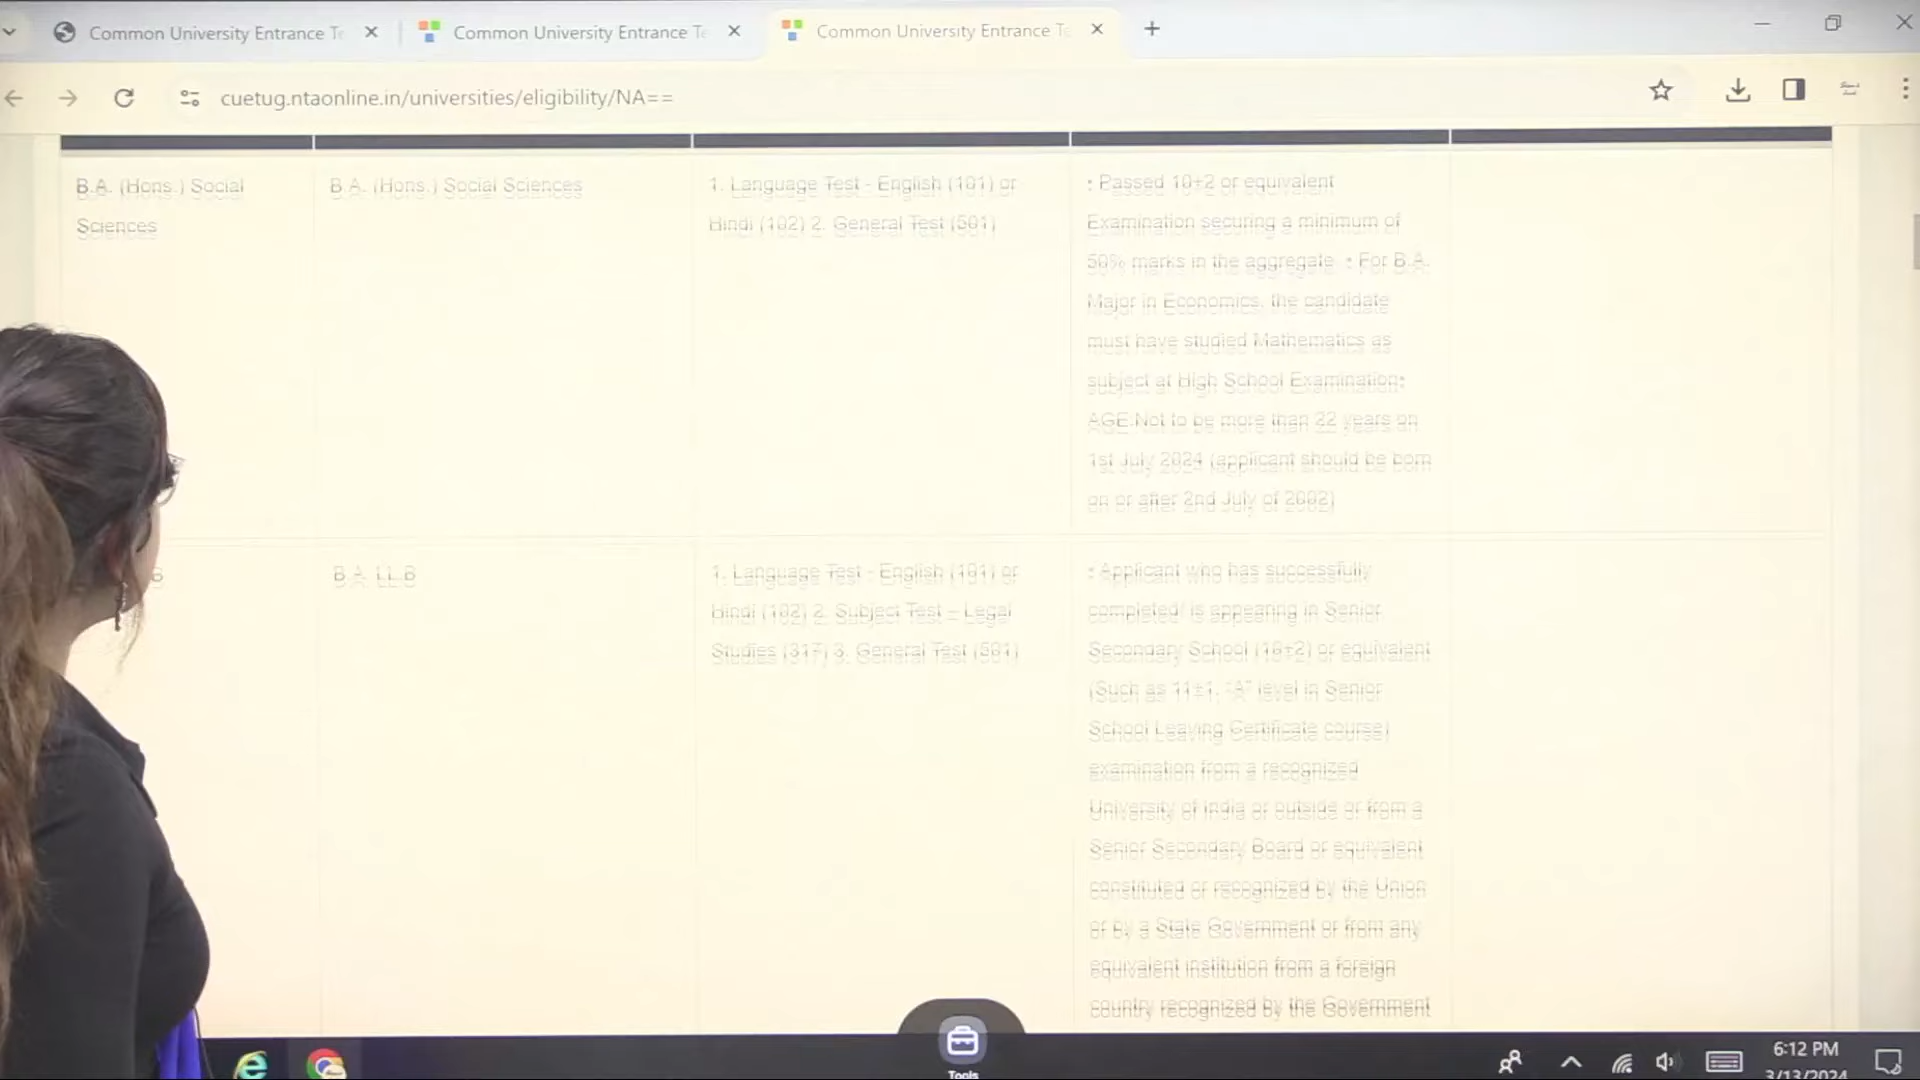 Common University Entrance Te
Common University Entrance Te
Common University Entrance Te
cuetug.ntaonline.in/universities/eligibility/NA==
B.A. (Hons.) Social
Sciences
B.A. (Hons.) Social Sciences
1. Language Test - English (101) or
Hindi (102) 2. General Test (501)
: Passed 10+2 or equivalent
Examination securing a minimum of
50% marks in the aggregate : For B.A.
Major in Economics, the candidate
must have studied Mathematics as
subject at High School Examination:
AGE:Not to be more than 22 years on
1st July 2024 (applicant should be born
on or after 2nd July of 2002)
B
B.A. LL.B
1. Language Test - English (101) or
Hindi (102) 2. Subject Test – Legal
Studies (317) 3. General Test (501)
: Applicant who has successfully
completed/ is appearing in Senior
Secondary School (10+2) or equivalent
(Such as 11+1, “A” level in Senior
School Leaving Certificate course)
examination from a recognized
University of India or outside or from a
Senior Secondary Board or equivalent
constituted or recognized by the Union
or by a State Government or from any
equivalent institution from a foreign
country recognized by the Government
Tools
6:12 PM
3/13/2024